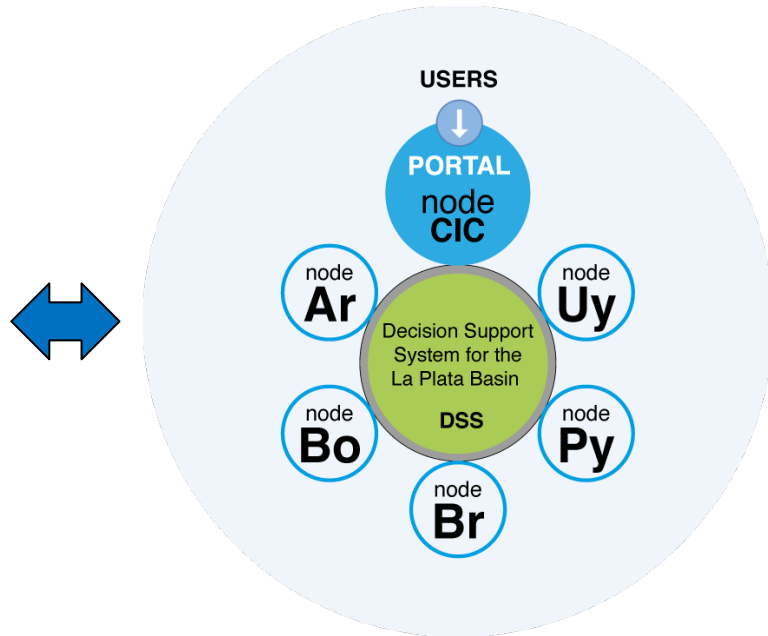 USERS
PORTAL
node
CIC
node
Ar
node
Uy
Decision Support
System for the
La Plata Basin
DSS
node
Bo
node
Py
node
Br